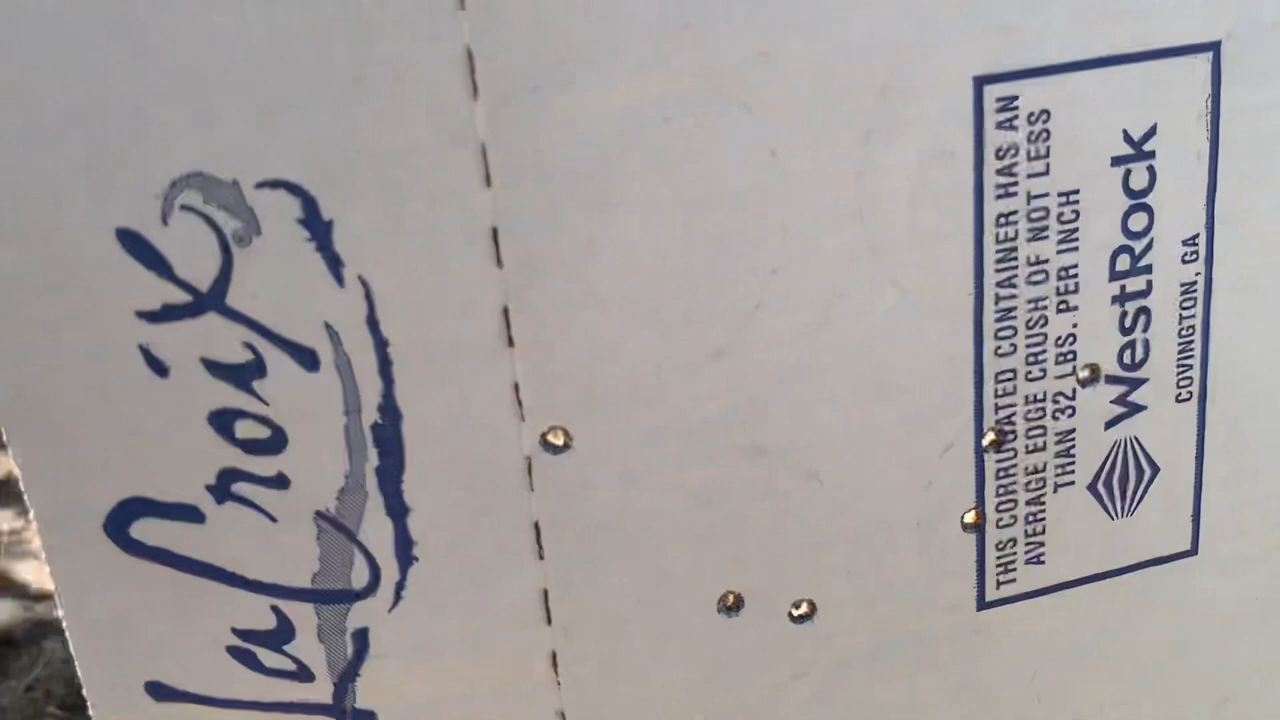 LaCroix
THIS CORRUGATED CONTAINER HAS AN
AVERAGE EDGE CRUSH OF NOT LESS
THAN 32 LBS. PER INCH
WestRock
COVINGTON, GA